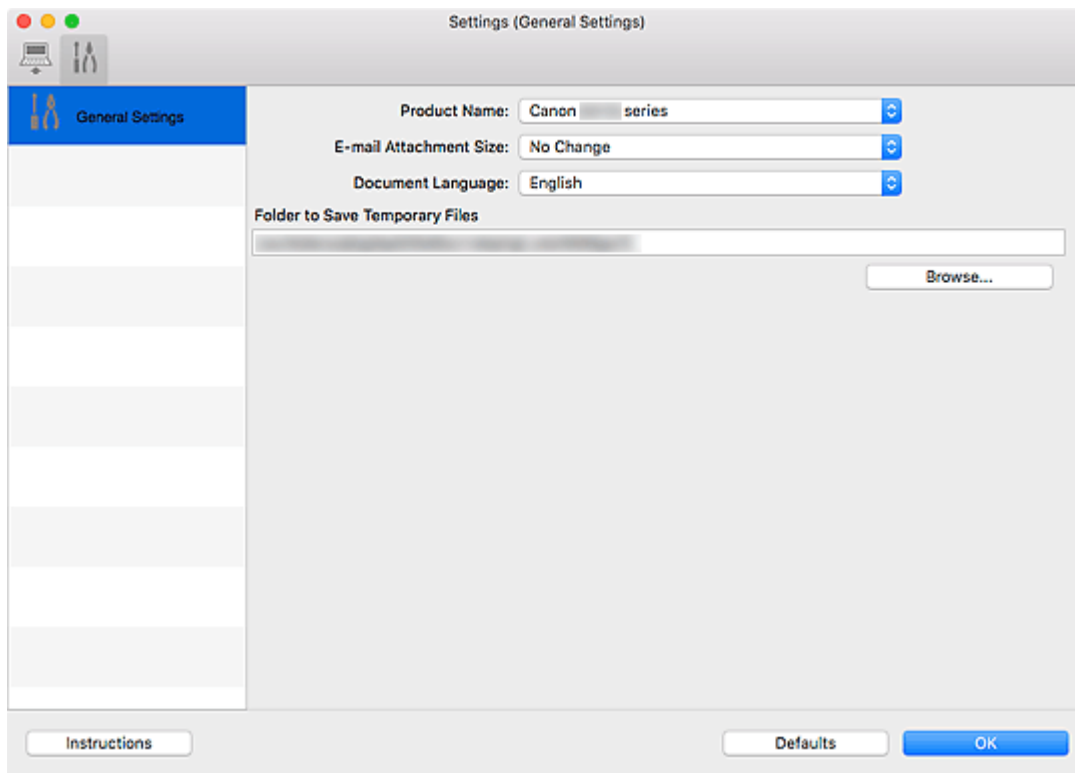 Settings (General Settings)
General Settings
Product Name: Canon series
E-mail Attachment Size: No Change
Document Language: English
Folder to Save Temporary Files
Browse...
Instructions Defaults OK